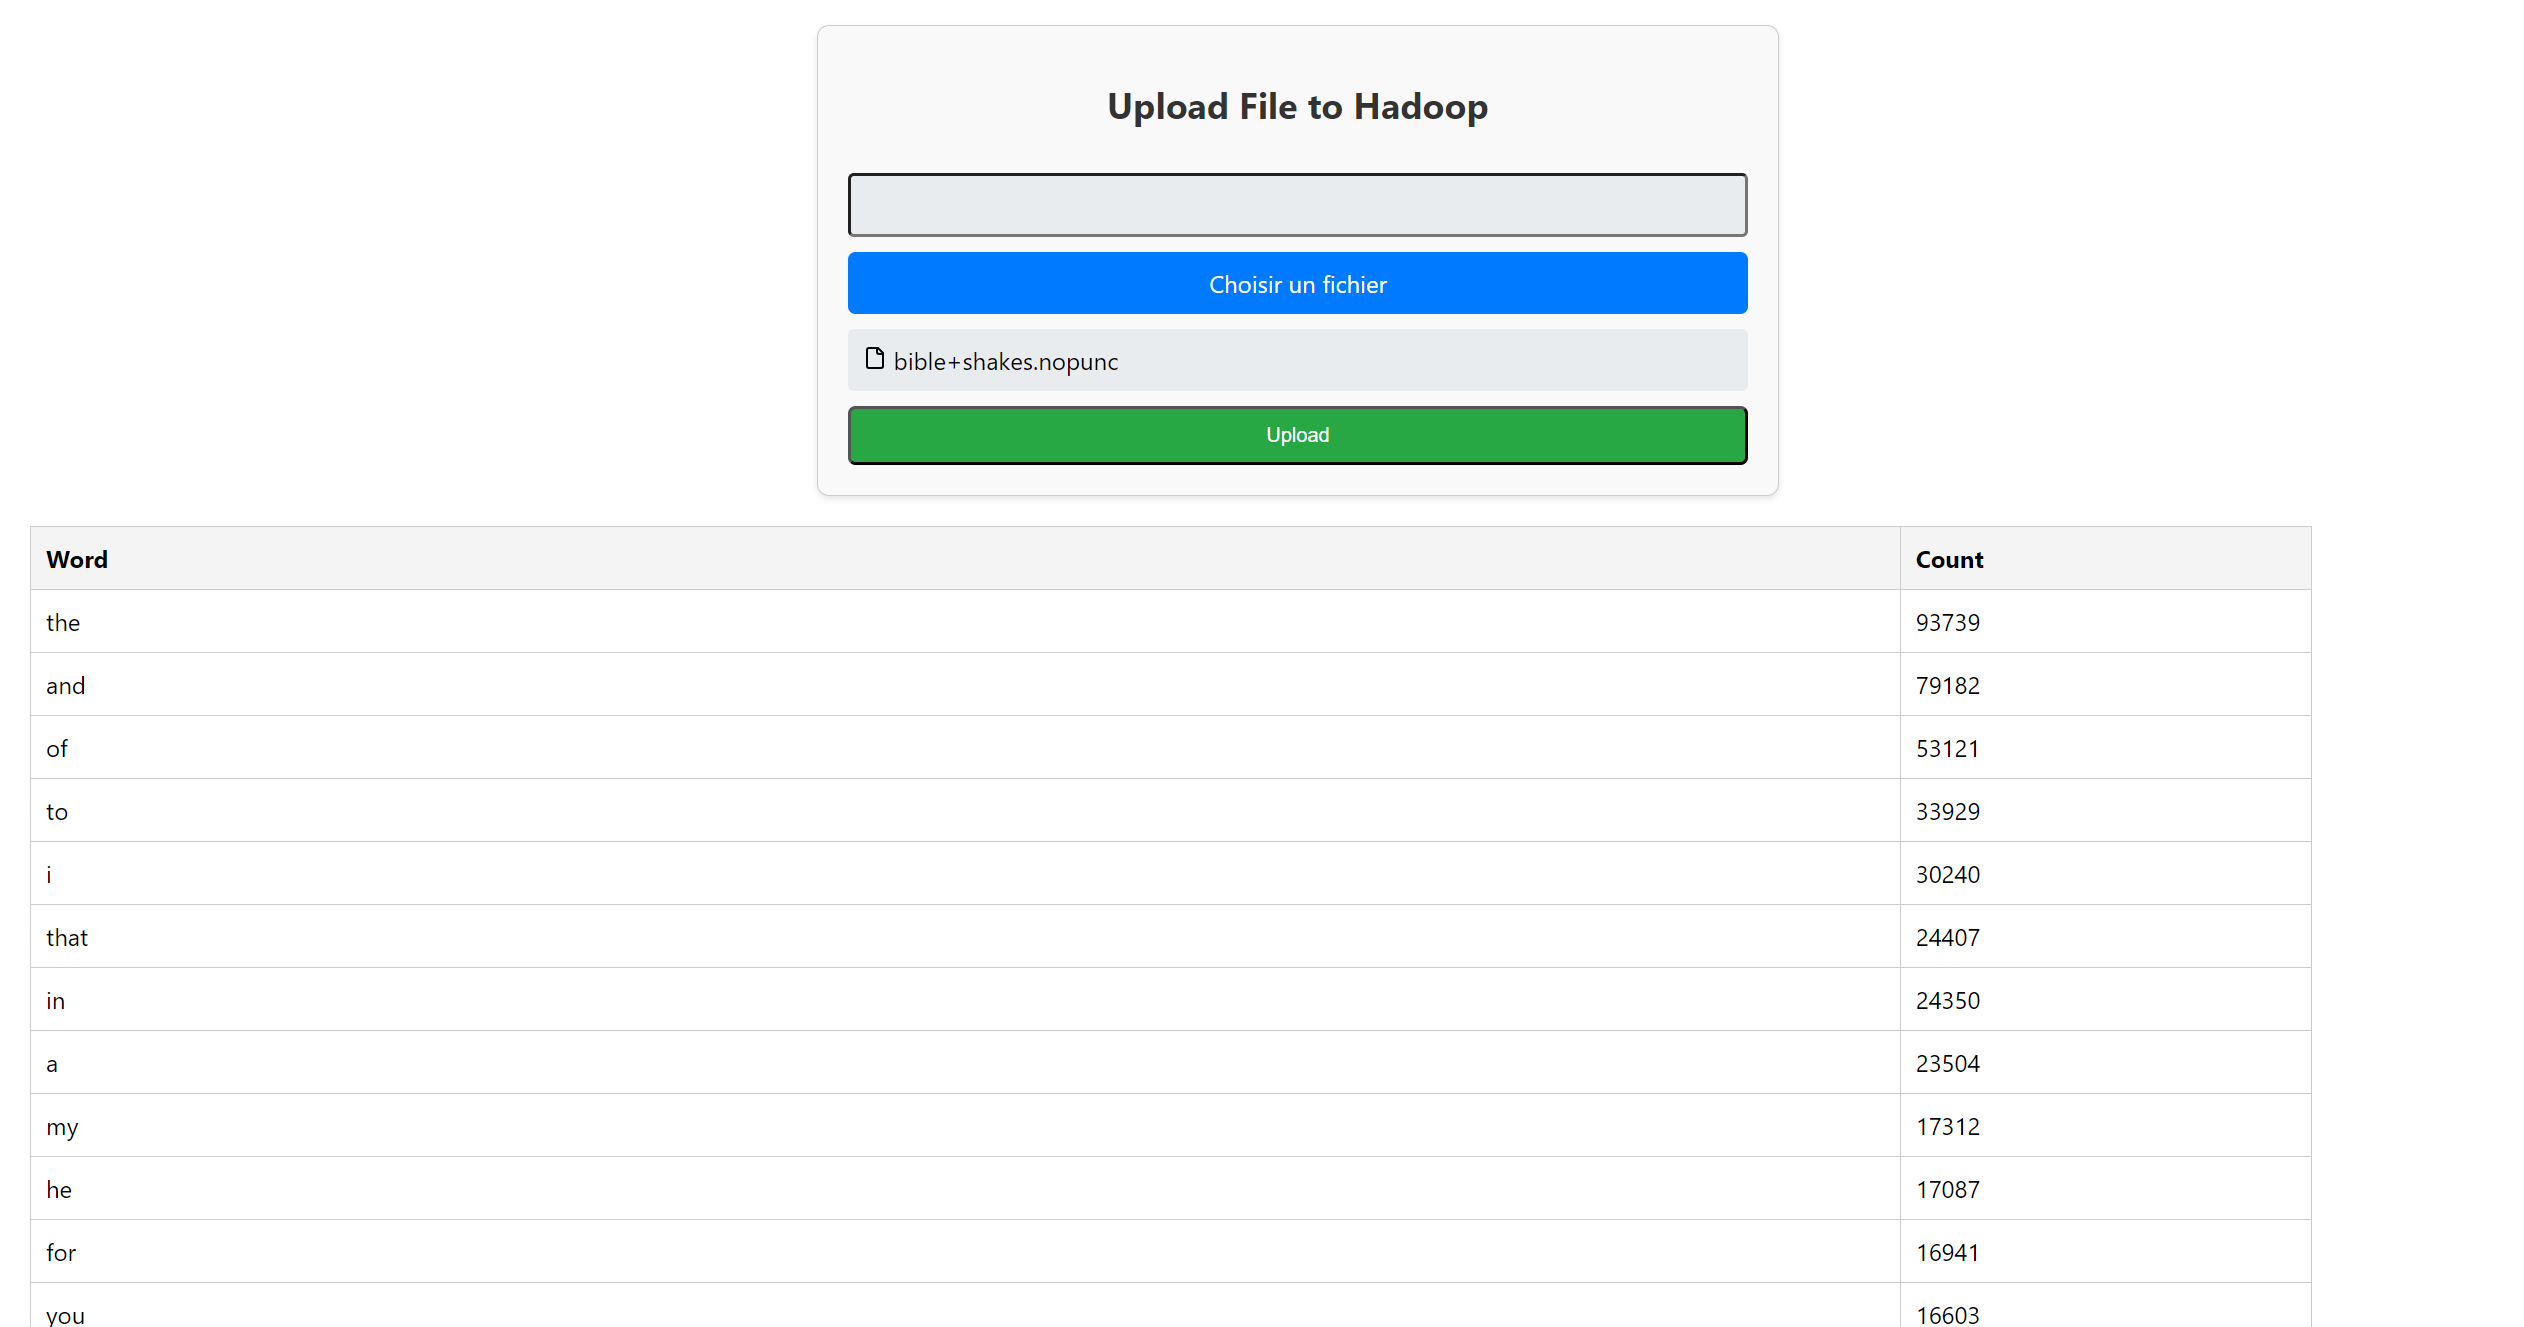 Upload File to Hadoop
Choisir un fichier
bible+shakes.nopunc
Upload
Word Count
the 93739
and 79182
of 53121
to 33929
i 30240
that 24407
in 24350
a 23504
my 17312
he 17087
for 16941
you 16603